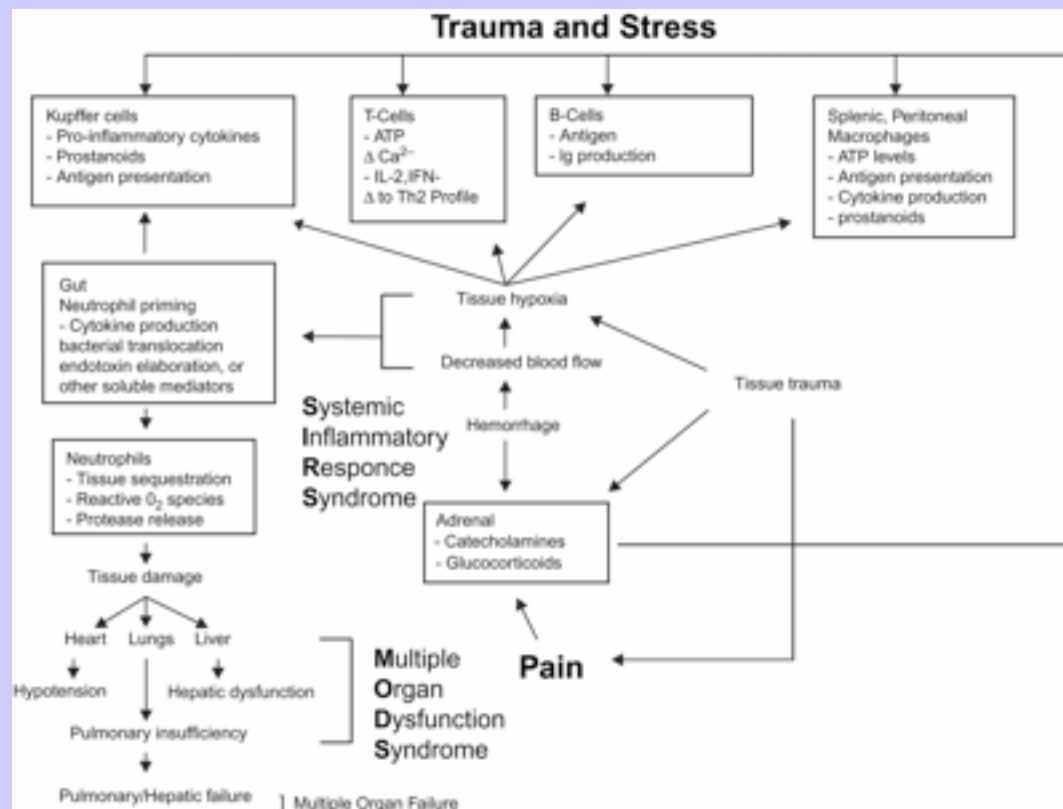 Trauma and Stress
Kupffer cells
- Pro-inflammatory cytokines
- Prostanoids
- Antigen presentation
T-Cells
- ATP
Δ Ca²⁻
- IL-2,IFN-
Δ to Th2 Profile
B-Cells
- Antigen
- Ig production
Splenic, Peritoneal
Macrophages
- ATP levels
- Antigen presentation
- Cytokine production
- prostanoids
Gut
Neutrophil priming
- Cytokine production
bacterial translocation
endotoxin elaboration, or
other soluble mediators
Tissue hypoxia
Decreased blood flow
Hemorrhage
Tissue trauma
Systemic
Inflammatory
Responce
Syndrome
Neutrophils
- Tissue sequestration
- Reactive 0₂ species
- Protease release
Adrenal
- Catecholamines
- Glucocorticoids
Pain
Tissue damage
Heart Lungs Liver
Hypotension
Hepatic dysfunction
Pulmonary insufficiency
Multiple
Organ
Dysfunction
Syndrome
Pulmonary/Hepatic failure
] Multiple Organ Failure